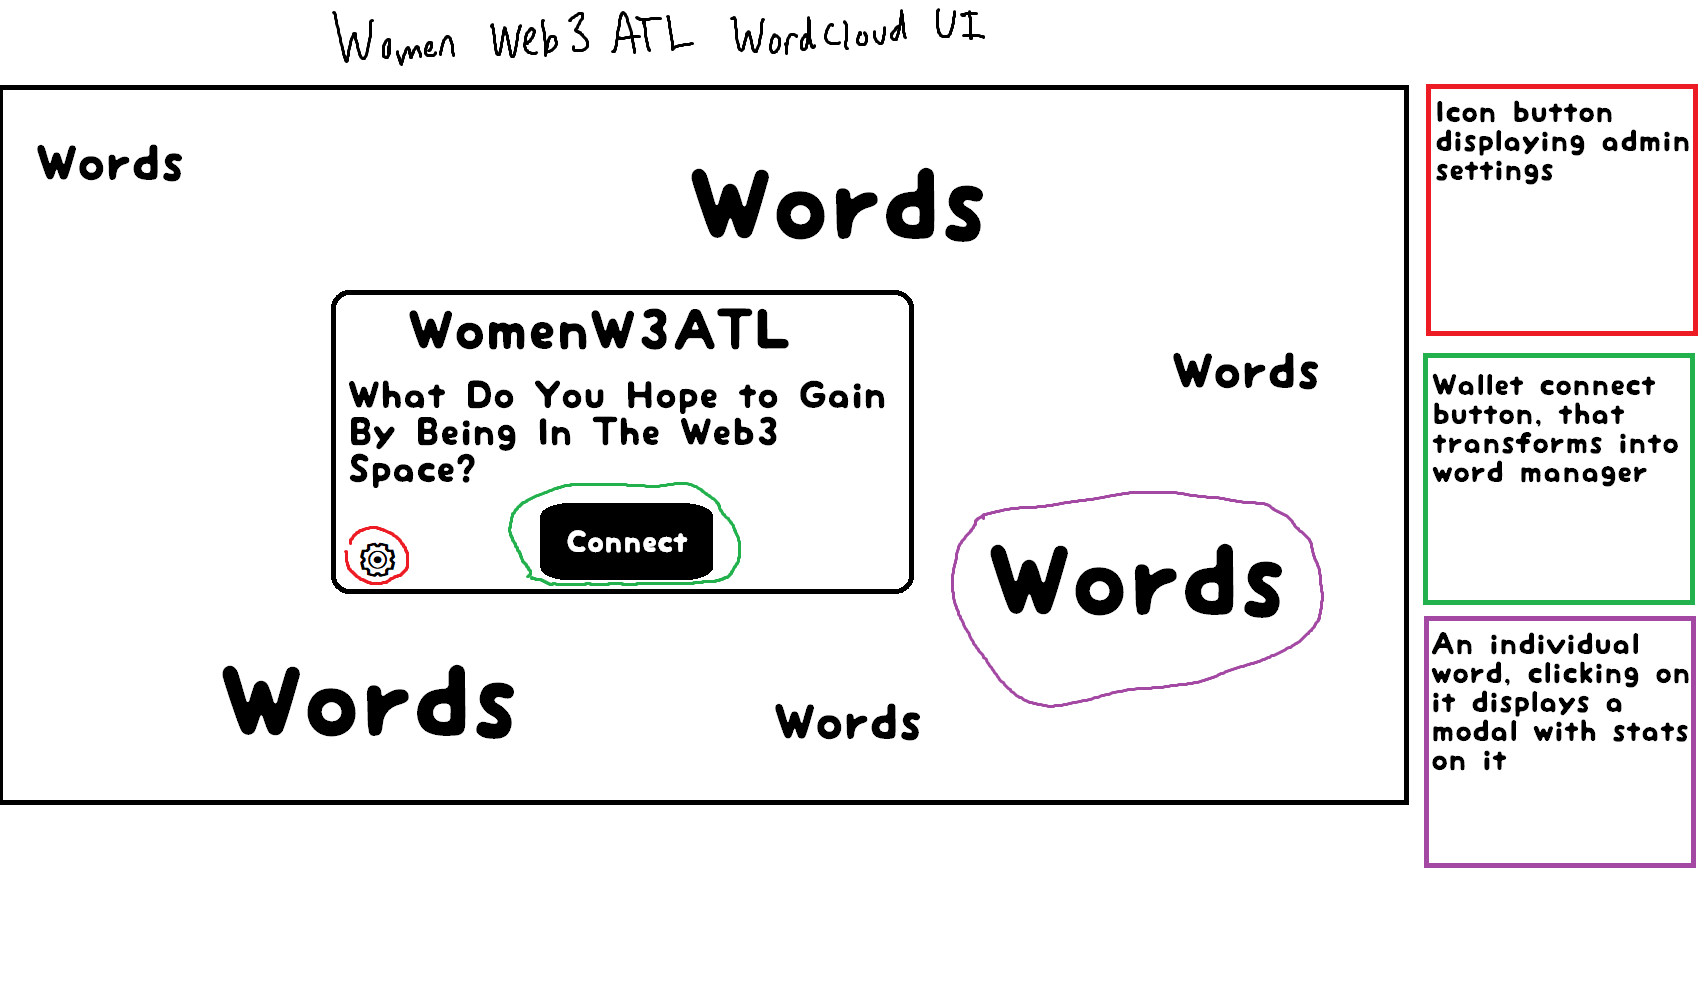 Women Web3 ATL WordCloud UI
Words
Words
WomenW3ATL
What Do You Hope to Gain
By Being In The Web3
Space?
Connect
Words
Words
Words
Words
Icon button
displaying admin
settings
Wallet connect
button, that
transforms into
word manager
An individual
word, clicking on
it displays a
modal with stats
on it